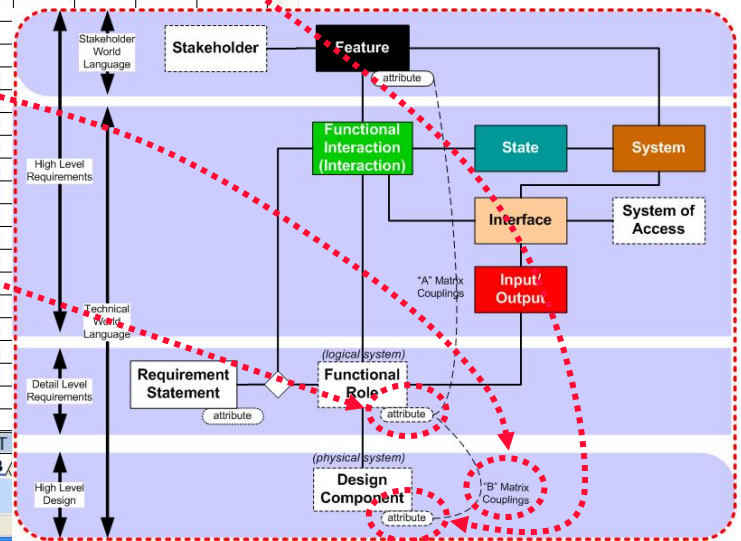 Stakeholder
World
Language
Stakeholder
Feature
attribute
High Level
Requirements
Functional
Interaction
(Interaction)
State
System
Interface
System of
Access
"A" Matrix
Couplings
Input/
Output
Technical
World
Language
(logical system)
Detail Level
Requirements
Requirement
Statement
attribute
Functional
Role
attribute
(physical system)
High Level
Design
Design
Component
attribute
"B" Matrix
Couplings
T